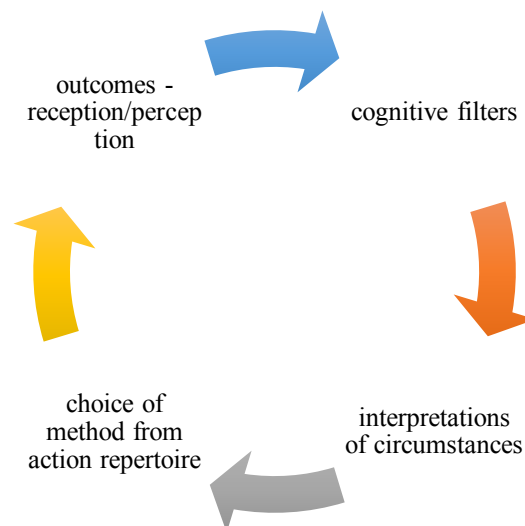 outcomes -
reception/percep
tion
cognitive filters
interpretations
of circumstances
choice of
method from
action repertoire